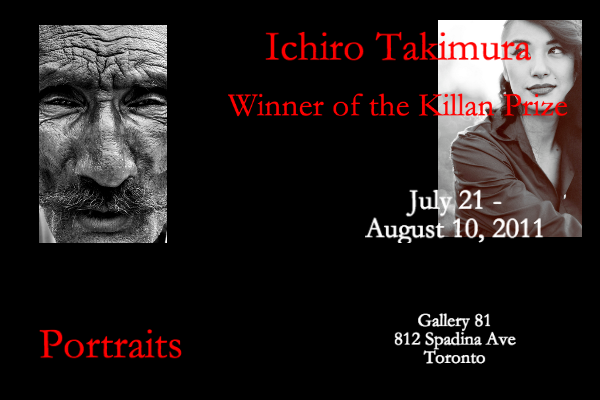 Ichiro Takimura
Winner of the Killan Prize
July 21 -
August 10, 2011
Portraits
Gallery 81
812 Spadina Ave
Toronto